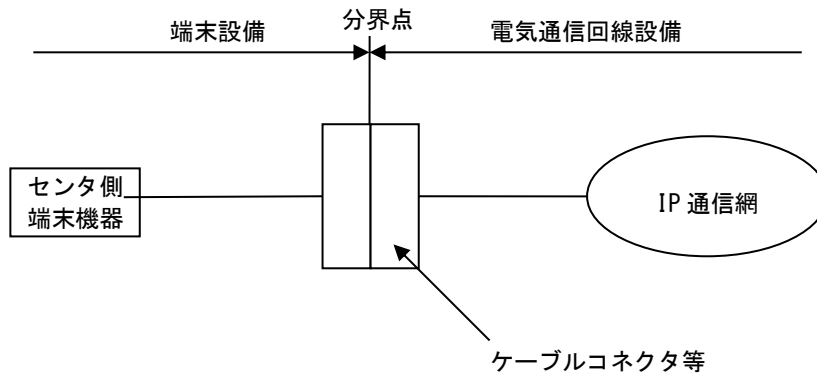 分界点
端末設備
電気通信回線設備
センタ側
端末機器
IP 通信網
ケーブルコネクタ等